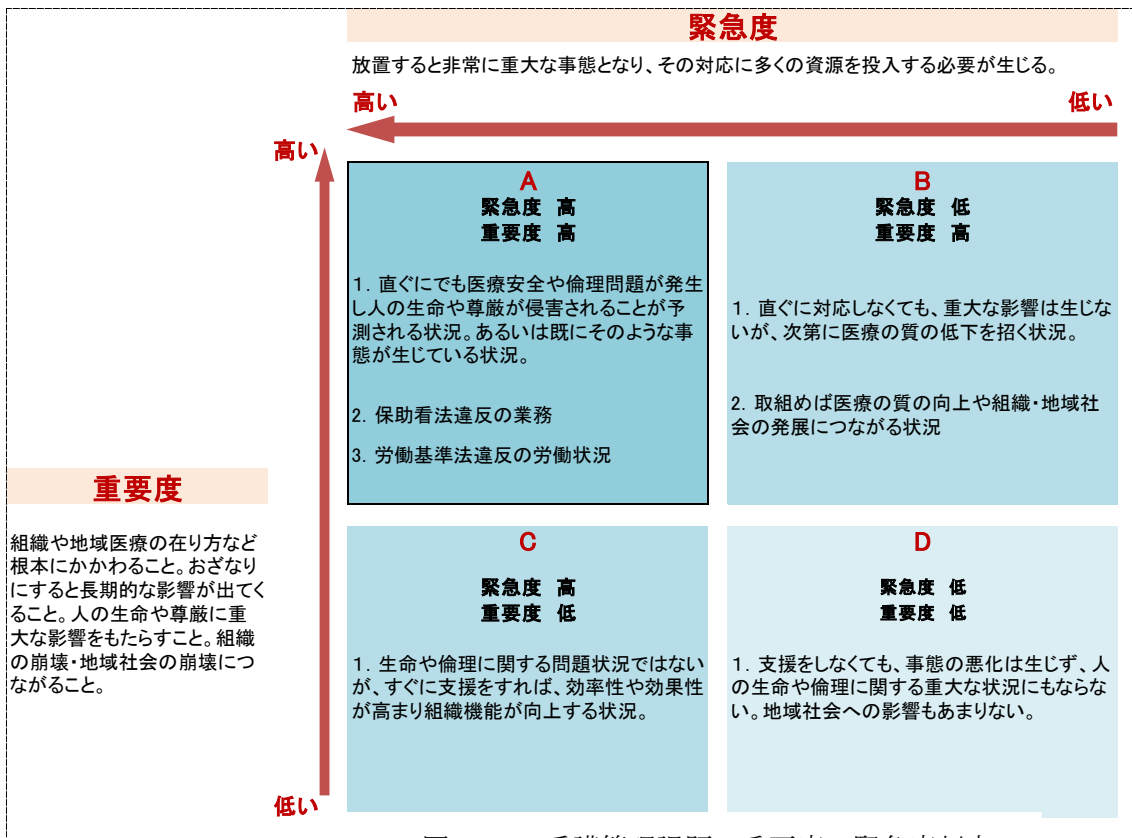 緊急度
放置すると非常に重大な事態となり、その対応に多くの資源を投入する必要が生じる。
高い
低い
高い
A
緊急度 高
重要度 高
1. 直ぐにでも医療安全や倫理問題が発生
し人の生命や尊厳が侵害されることが予
測される状況。あるいは既にそのような事
態が生じている状況。
2. 保助看法違反の業務
3. 労働基準法違反の労働状況
B
緊急度 低
重要度 高
1. 直ぐに対応しなくても、重大な影響は生じな
いが、次第に医療の質の低下を招く状況。
2. 取組めば医療の質の向上や組織・地域社
会の発展につながる状況
重要度
組織や地域医療の在り方など
根本にかかわること。おざなり
にすると長期的な影響が出てく
ること。人の生命や尊厳に重
大な影響をもたらすこと。組織
の崩壊・地域社会の崩壊につ
ながること。
C
緊急度 高
重要度 低
1. 生命や倫理に関する問題状況ではない
が、すぐに支援をすれば、効率性や効果性
が高まり組織機能が向上する状況。
D
緊急度 低
重要度 低
1. 支援をしなくても、事態の悪化は生じず、人
の生命や倫理に関する重大な状況にもならな
い。地域社会への影響もあまりない。
低い